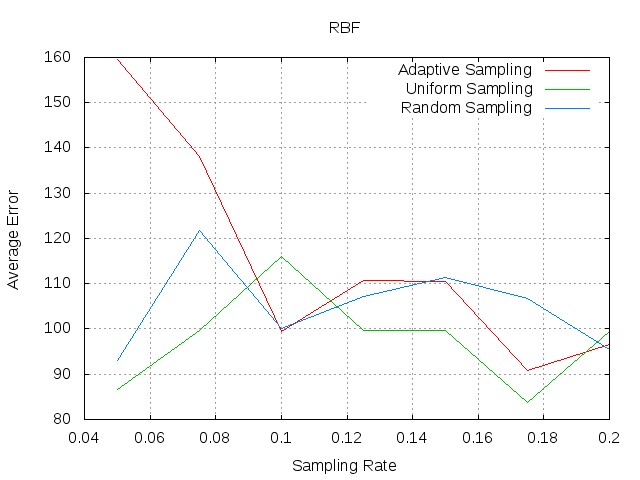 RBF
160
150
140
130
120
110
100
90
80
Average Error
Adaptive Sampling
Uniform Sampling
Random Sampling
0.04 0.06 0.08 0.1 0.12 0.14 0.16 0.18 0.2
Sampling Rate